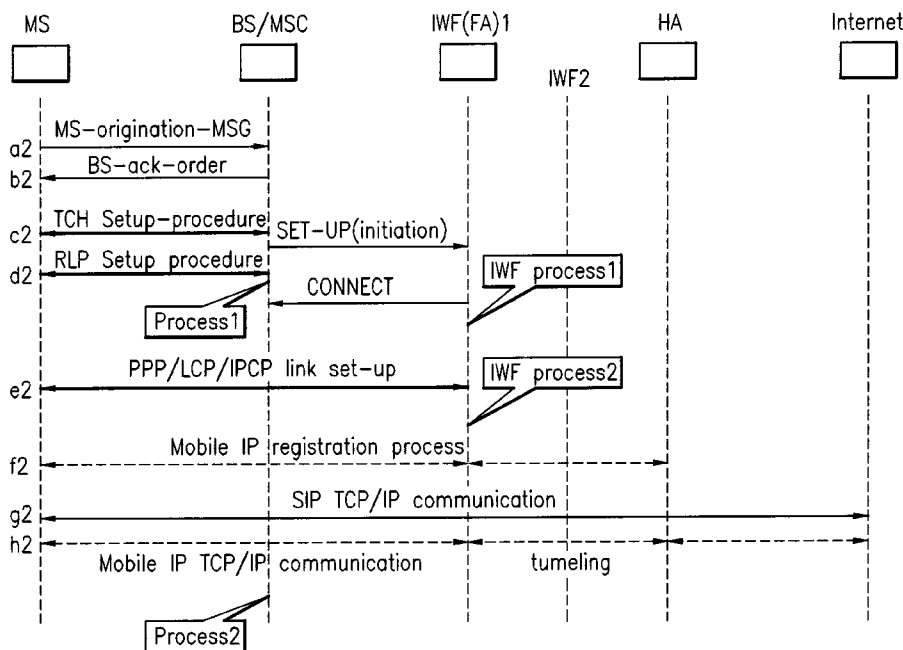 MS BS/MSC IWF(FA)1 HA Internet
IWF2
MS-origination-MSG
a2
BS-ack-order
b2
TCH Setup-procedure
c2
SET-UP(initiation)
RLP Setup procedure
d2
IWF process1
CONNECT
Process1
PPP/LCP/IPCP link set-up
e2
IWF process2
Mobile IP registration process
f2
SIP TCP/IP communication
g2
h2
Mobile IP TCP/IP communication tumeling
Process2